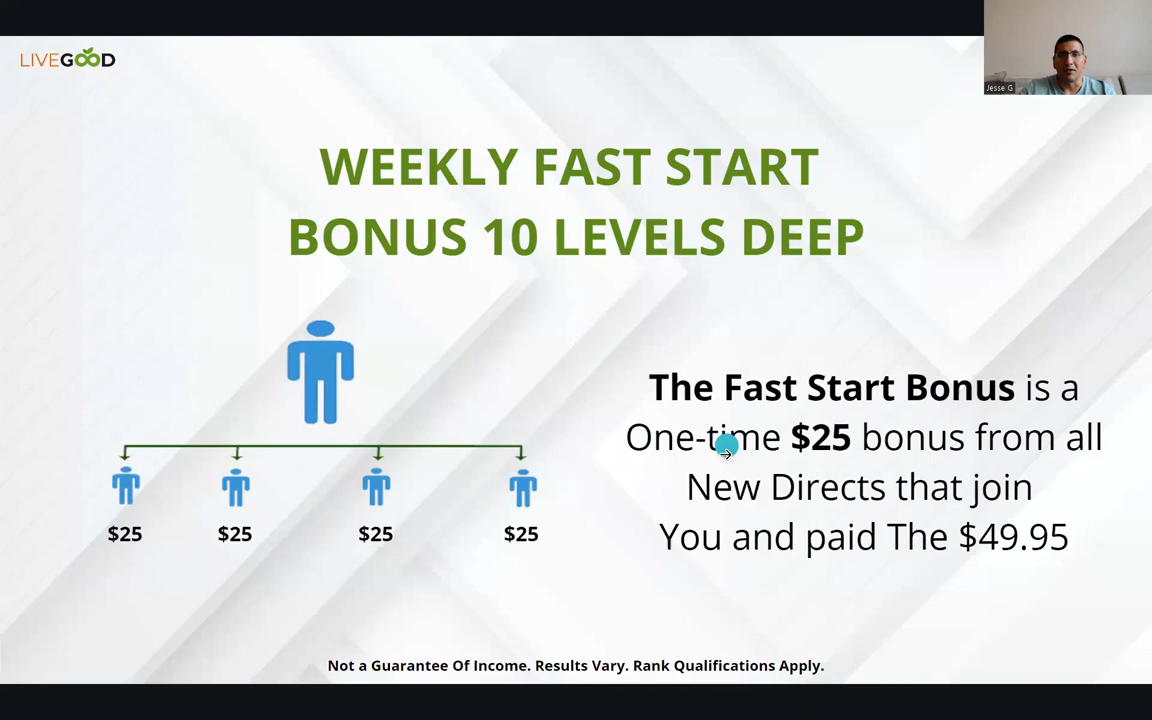 LIVEGOOD
Jesse G
WEEKLY FAST START
BONUS 10 LEVELS DEEP
The Fast Start Bonus is a
One-time $25 bonus from all
New Directs that join
You and paid The $49.95
$25 $25 $25 $25
Not a Guarantee Of Income. Results Vary. Rank Qualifications Apply.